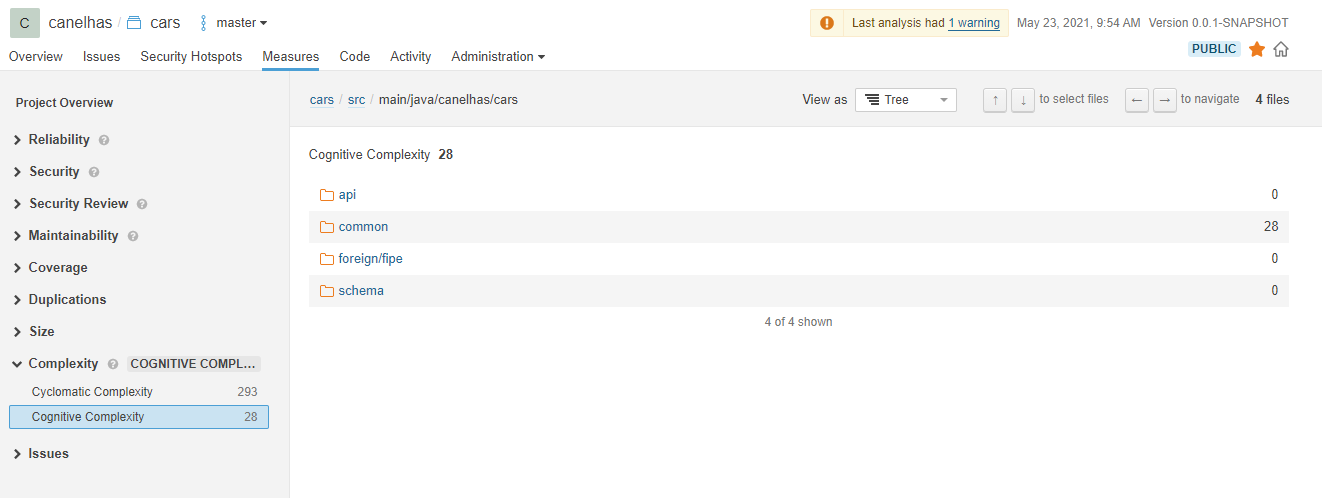 C canelhas / cars master
Last analysis had 1 warning May 23, 2021, 9:54 AM Version 0.0.1-SNAPSHOT
PUBLIC
Overview Issues Security Hotspots Measures Code Activity Administration
Project Overview
Reliability ?
Security ?
Security Review ?
Maintainability ?
Coverage
Duplications
Size
Complexity ? COGNITIVE COMPL...
Cyclomatic Complexity 293
Cognitive Complexity 28
Issues
cars / src / main/java/canelhas/cars
View as Tree ↑ ↓ to select files ← → to navigate 4 files
Cognitive Complexity 28
api 0
common 28
foreign/fipe 0
schema 0
4 of 4 shown